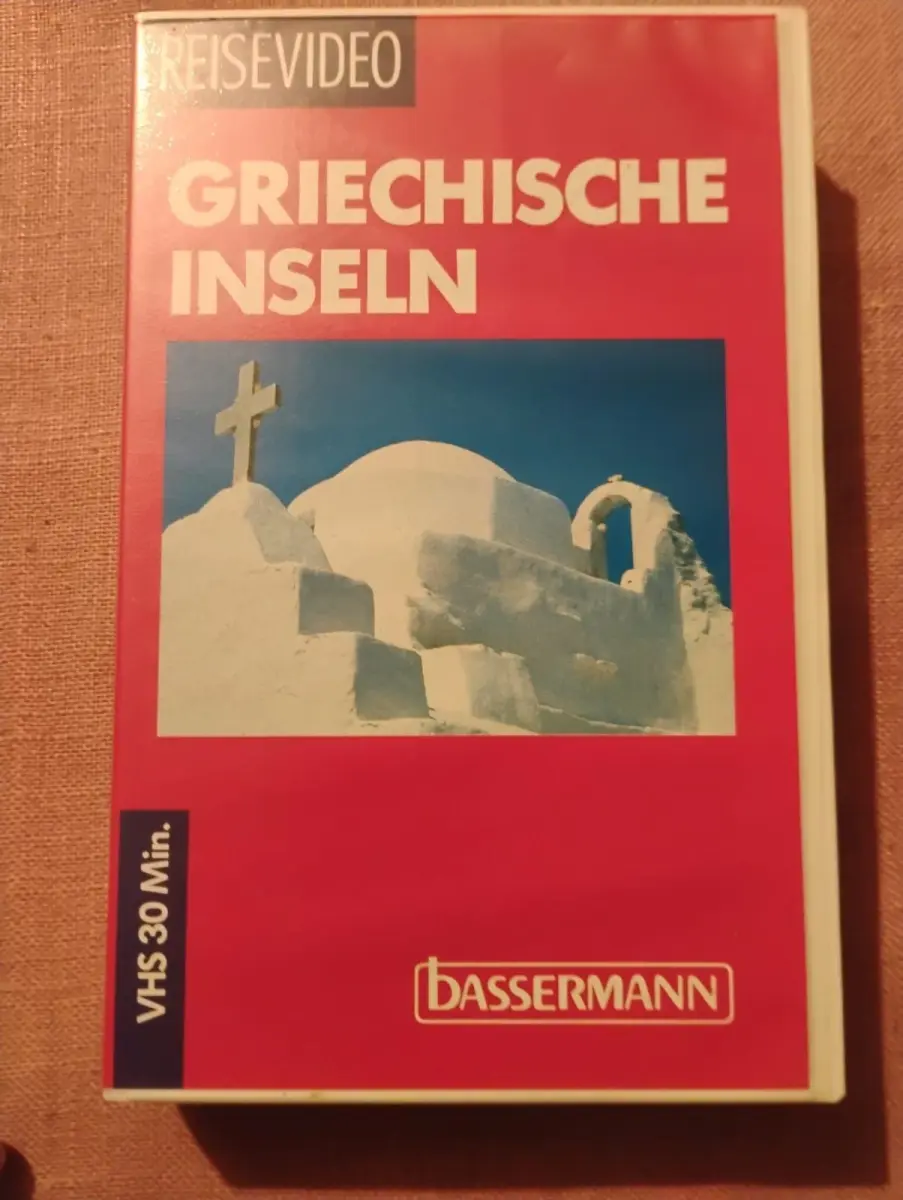 REISEVIDEO
GRIECHISCHE
INSELN
VHS 30 Min.
bASSERMANN